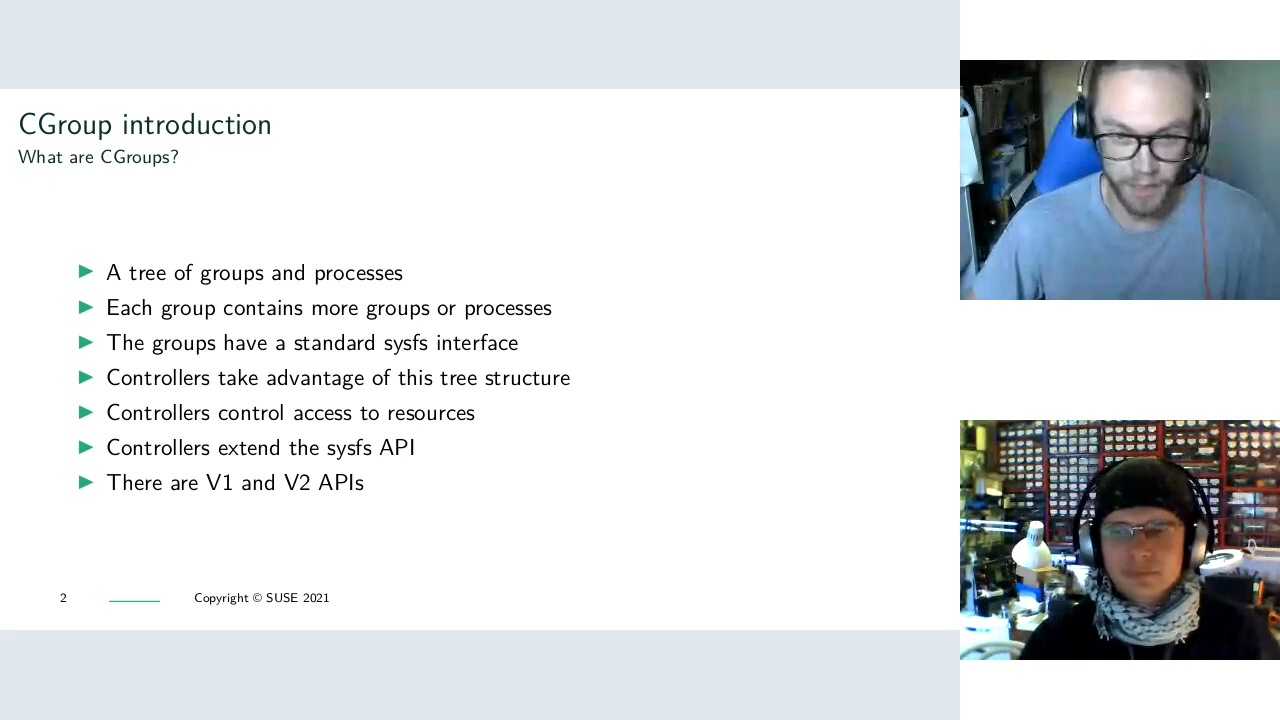 CGroup introduction
What are CGroups?
A tree of groups and processes
Each group contains more groups or processes
The groups have a standard sysfs interface
Controllers take advantage of this tree structure
Controllers control access to resources
Controllers extend the sysfs API
There are V1 and V2 APIs
2
Copyright © SUSE 2021